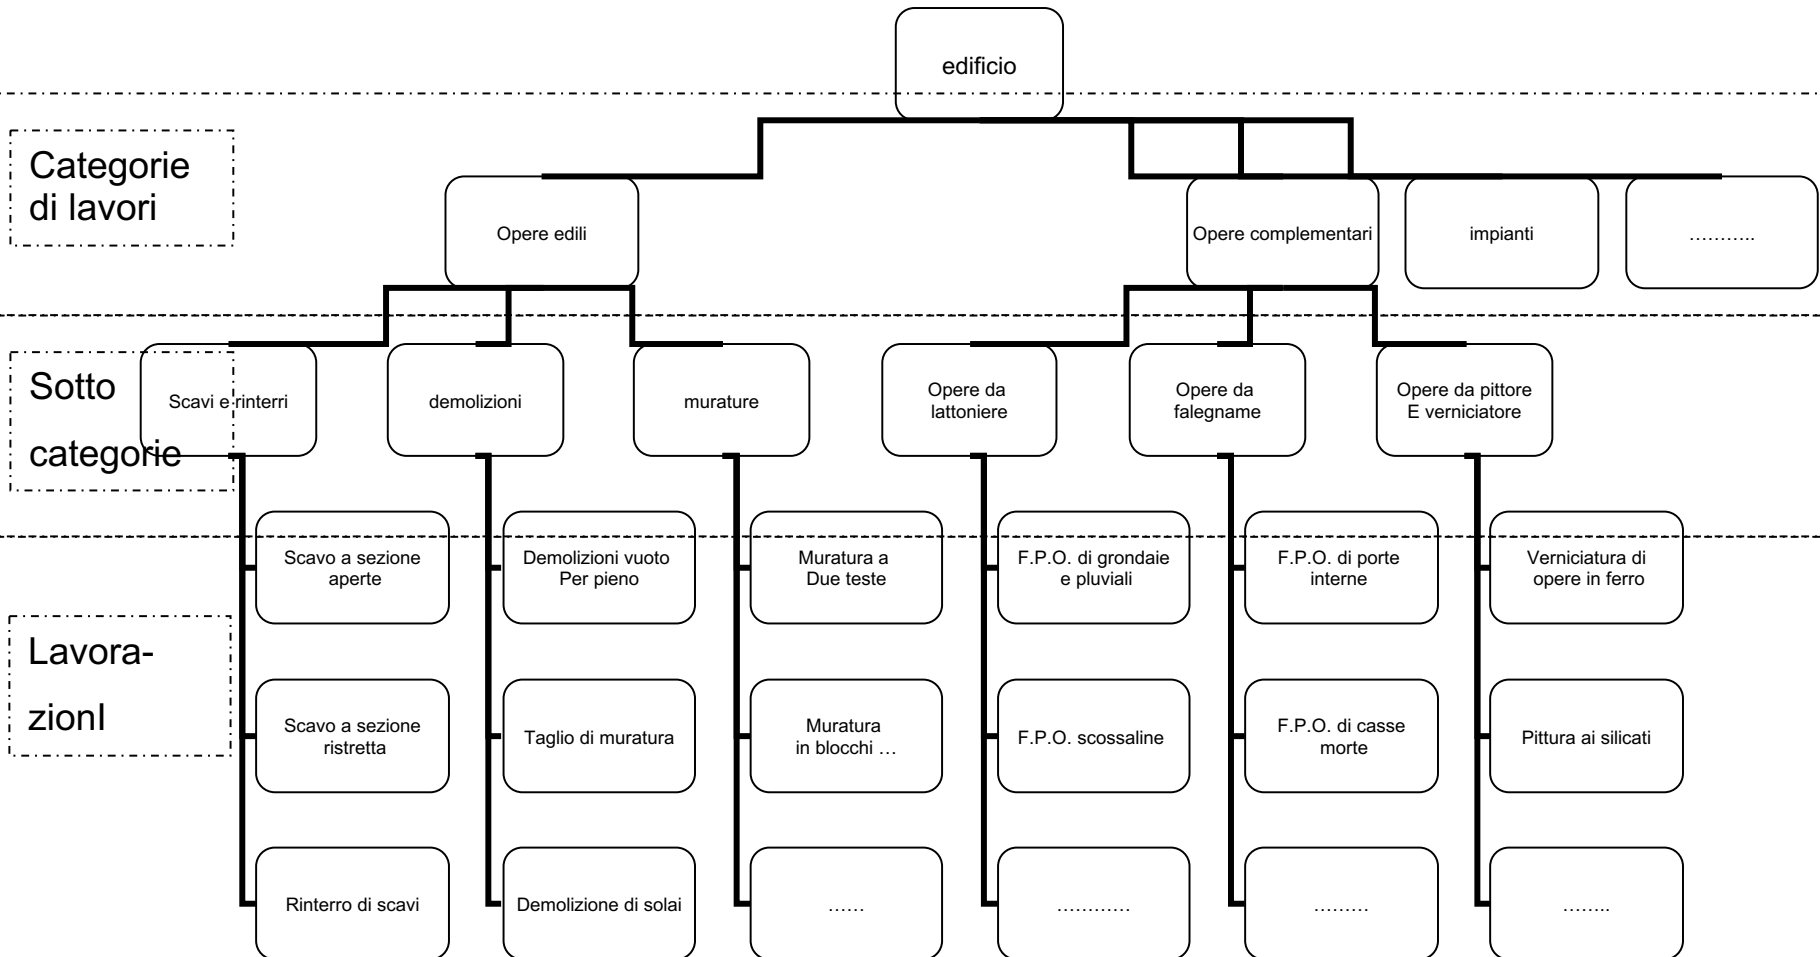 edificio
Categorie
di lavori
Opere edili
Opere complementari
impianti
………..
Sotto
categorie
Scavi e rinterri
demolizioni
murature
Opere da
lattoniere
Opere da
falegname
Opere da pittore
E verniciatore
Lavora-
zionI
Scavo a sezione
aperte
Demolizioni vuoto
Per pieno
Muratura a
Due teste
F.P.O. di grondaie
e pluviali
F.P.O. di porte
interne
Verniciatura di
opere in ferro
Scavo a sezione
ristretta
Taglio di muratura
Muratura
in blocchi …
F.P.O. scossaline
F.P.O. di casse
morte
Pittura ai silicati
Rinterro di scavi
Demolizione di solai
……
…………
………
……..